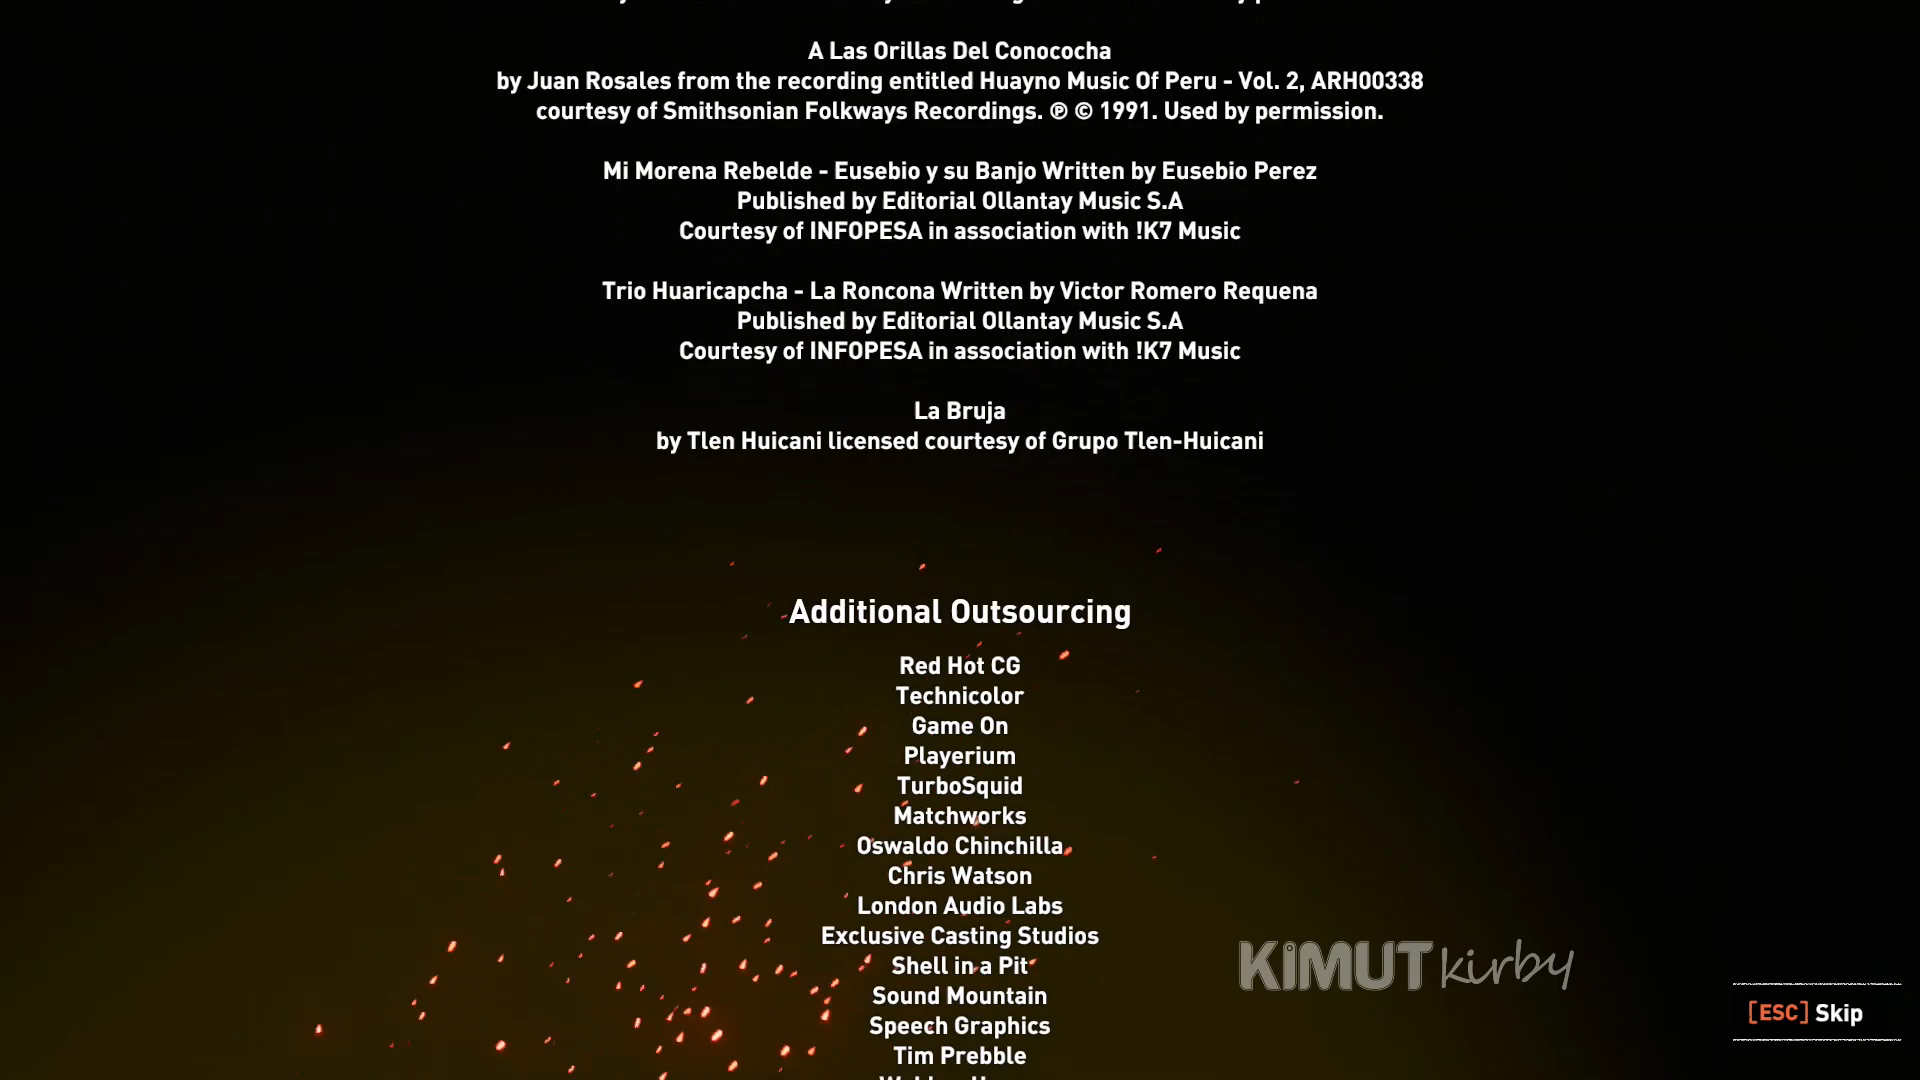 A Las Orillas Del Conococha
by Juan Rosales from the recording entitled Huayno Music Of Peru - Vol. 2, ARH00338
courtesy of Smithsonian Folkways Recordings. ℗ © 1991. Used by permission.
Mi Morena Rebelde - Eusebio y su Banjo Written by Eusebio Perez
Published by Editorial Ollantay Music S.A
Courtesy of INFOPESA in association with !K7 Music
Trio Huaricapcha - La Roncona Written by Victor Romero Requena
Published by Editorial Ollantay Music S.A
Courtesy of INFOPESA in association with !K7 Music
La Bruja
by Tlen Huicani licensed courtesy of Grupo Tlen-Huicani
Additional Outsourcing
Red Hot CG
Technicolor
Game On
Playerium
TurboSquid
Matchworks
Oswaldo Chinchilla
Chris Watson
London Audio Labs
Exclusive Casting Studios
Shell in a Pit
Sound Mountain
Speech Graphics
Tim Prebble
KiMUT kirby
[ESC] Skip